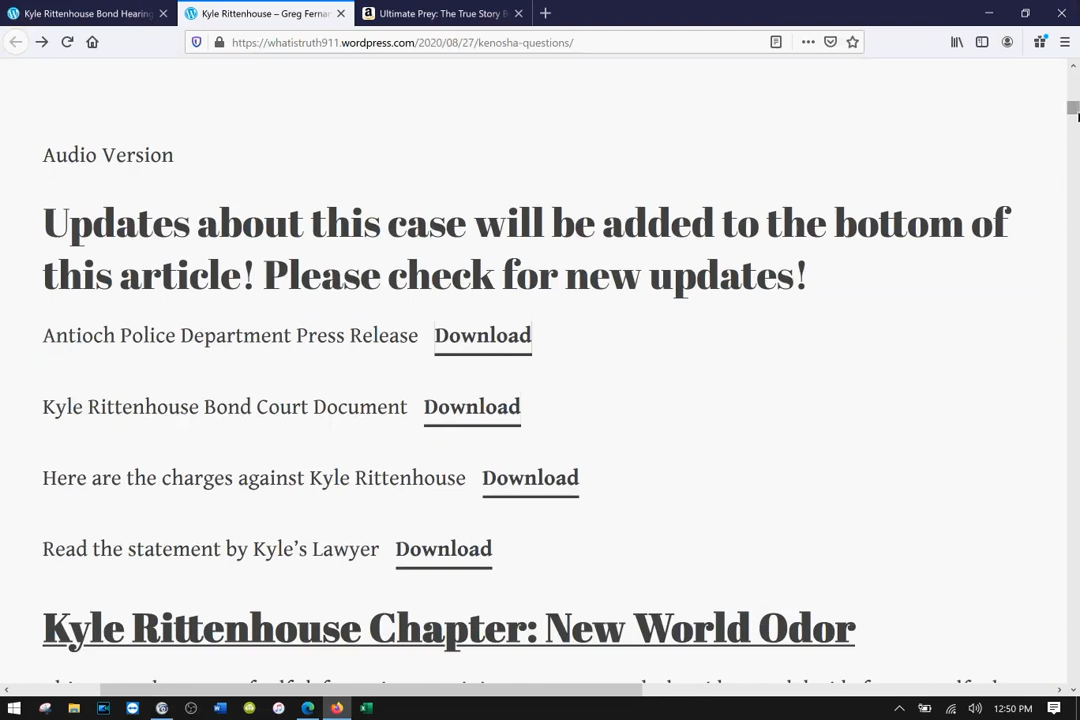 Kyle Rittenhouse Bond Hearing
Kyle Rittenhouse – Greg Fernan
Ultimate Prey: The True Story B
https://whatistruth911.wordpress.com/2020/08/27/kenosha-questions/
Audio Version
Updates about this case will be added to the bottom of
this article! Please check for new updates!
Antioch Police Department Press Release Download
Kyle Rittenhouse Bond Court Document Download
Here are the charges against Kyle Rittenhouse Download
Read the statement by Kyle’s Lawyer Download
Kyle Rittenhouse Chapter: New World Odor
12:50 PM